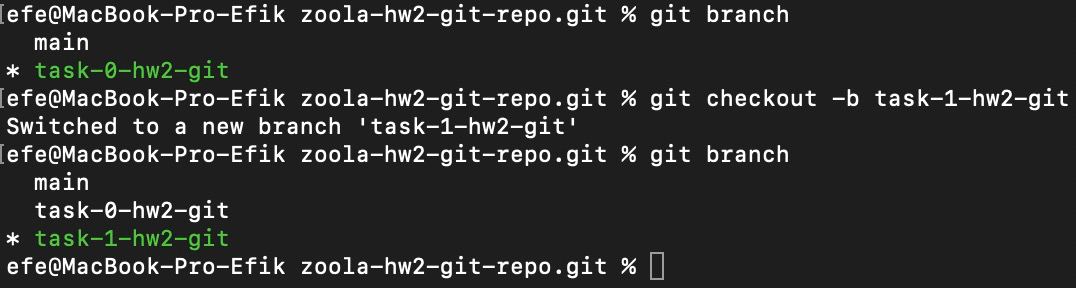 [efe@MacBook-Pro-Efik zoola-hw2-git-repo.git % git branch
  main
* task-0-hw2-git
[efe@MacBook-Pro-Efik zoola-hw2-git-repo.git % git checkout -b task-1-hw2-git
Switched to a new branch 'task-1-hw2-git'
[efe@MacBook-Pro-Efik zoola-hw2-git-repo.git % git branch
  main
  task-0-hw2-git
* task-1-hw2-git
efe@MacBook-Pro-Efik zoola-hw2-git-repo.git %